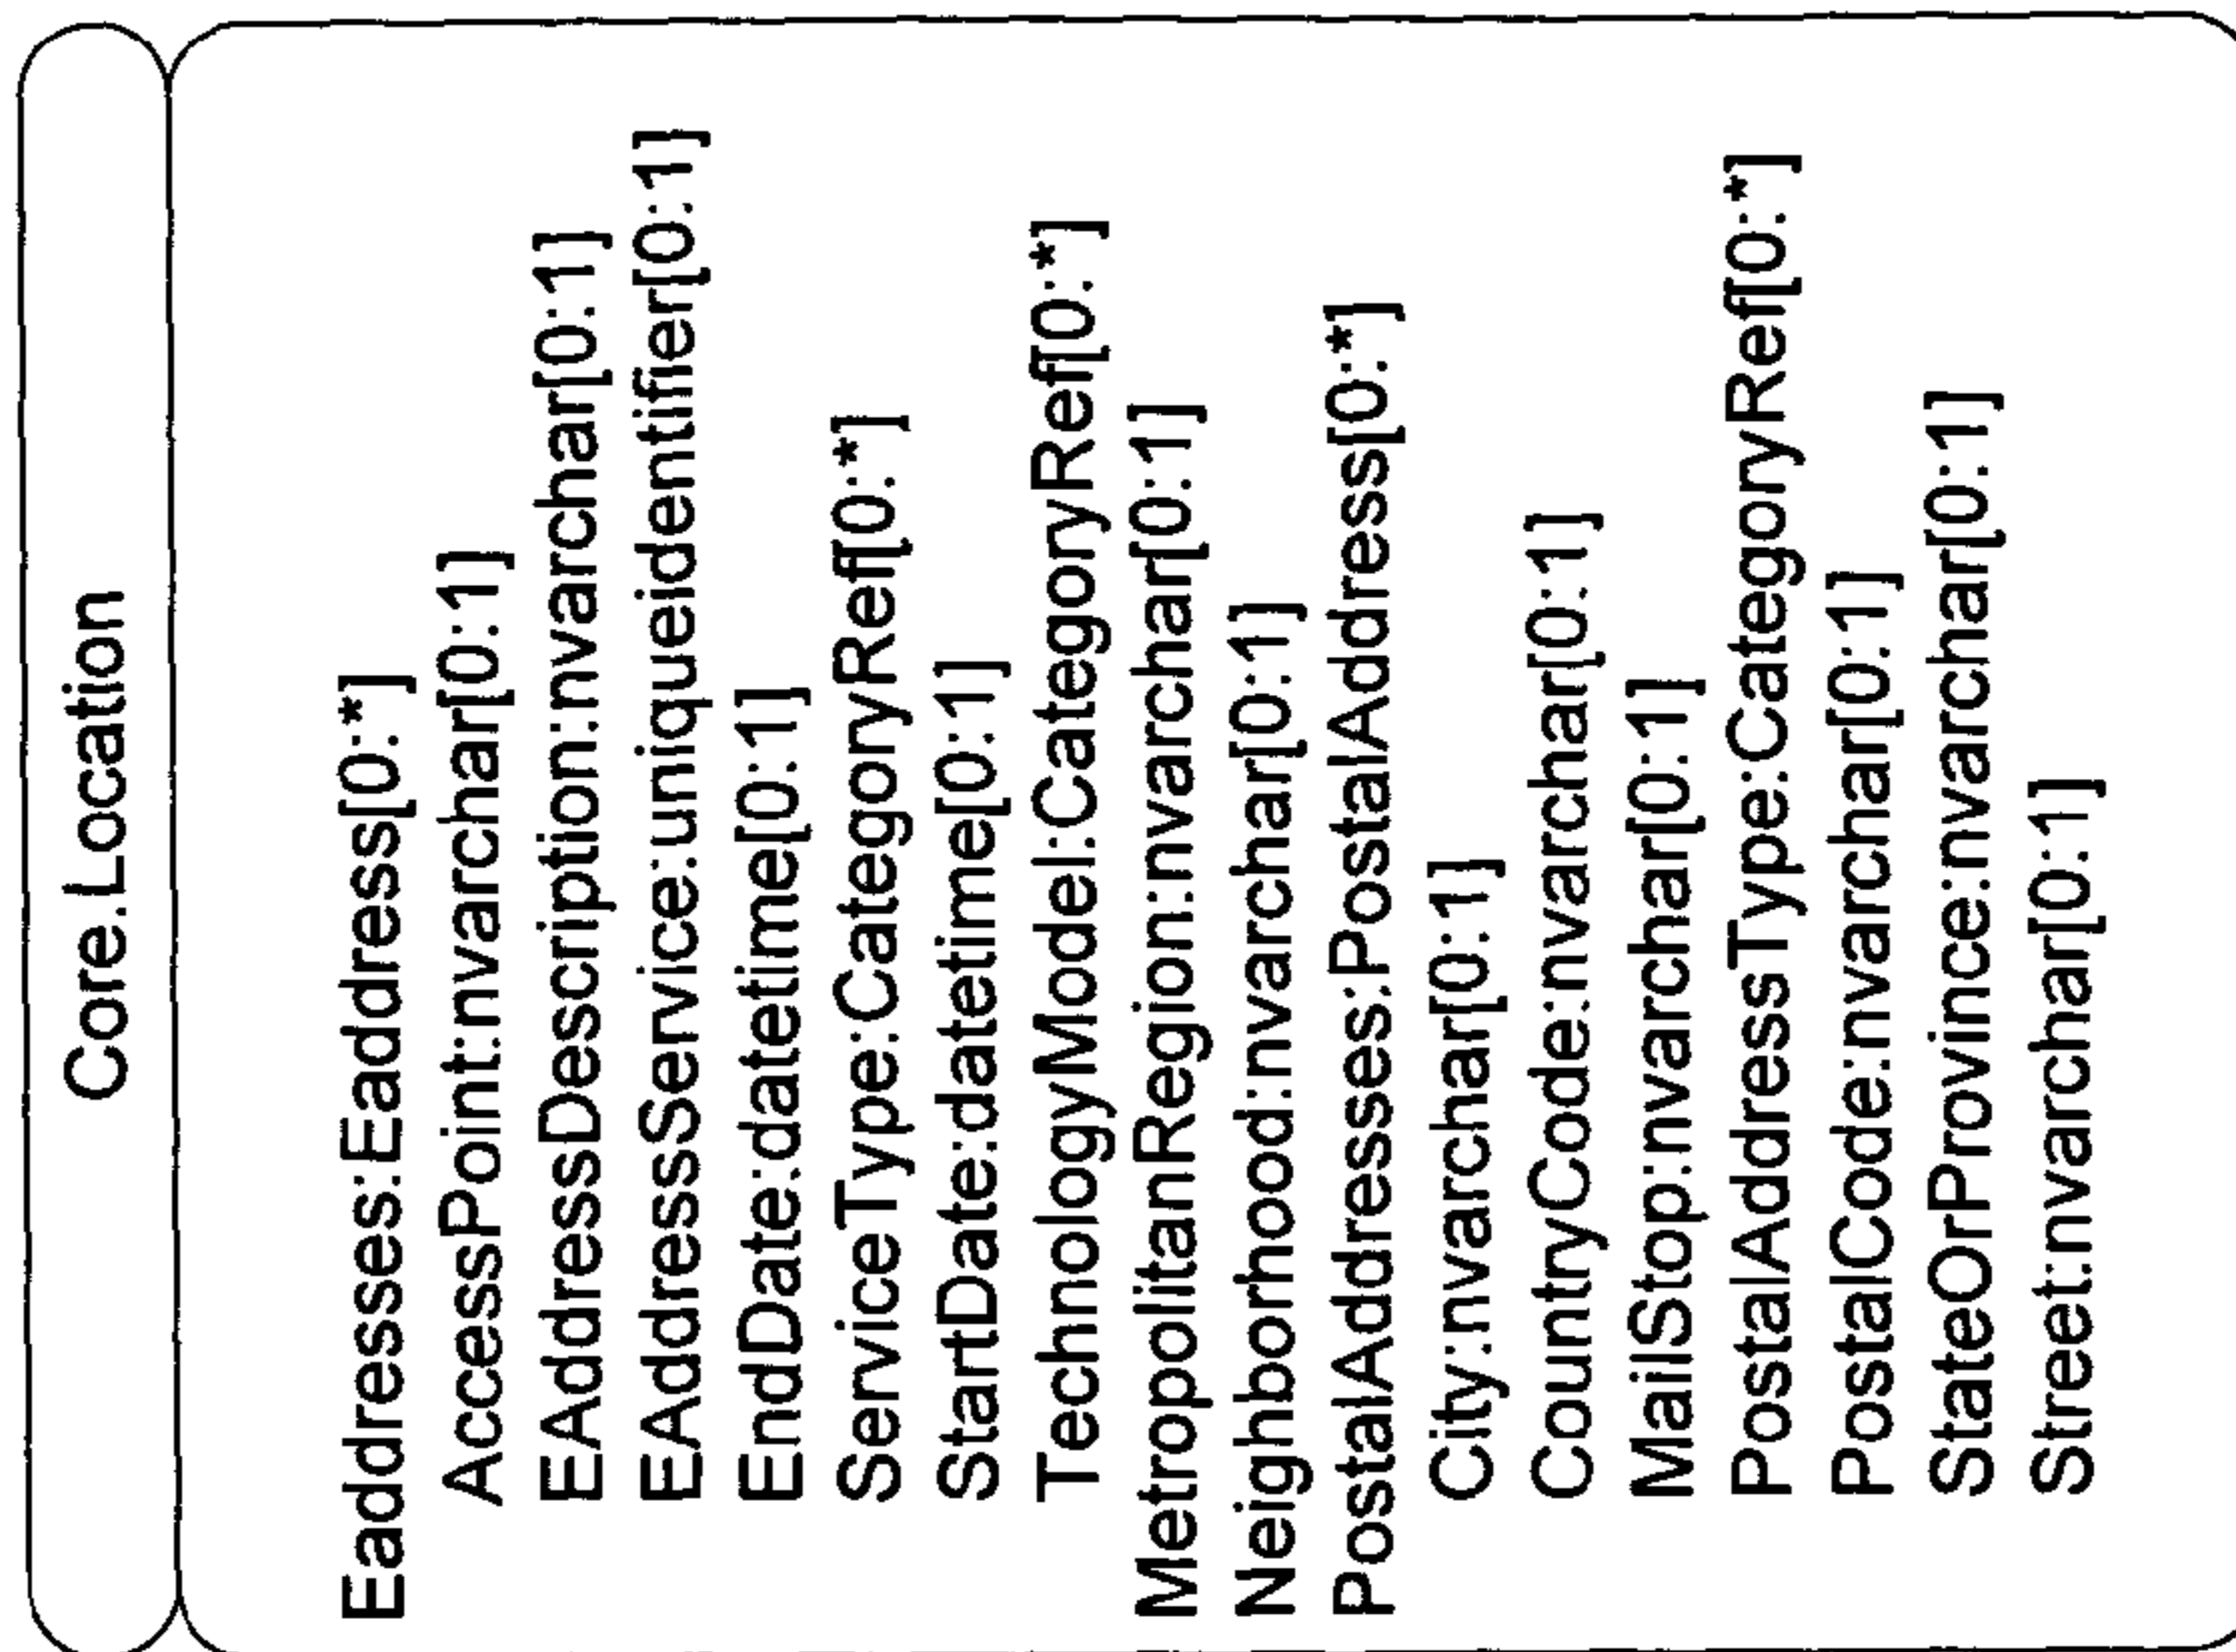 Core.Location
Eaddresses:Eaddress[0:*]
AccessPoint:nvarchar[0:1]
EAddressDescription:nvarchar[0:1]
EAddressService:uniqueidentifier[0:1]
EndDate:datetime[0:1]
ServiceType:CategoryRef[0:*]
StartDate:datetime[0:1]
TechnologyModel:CategoryRef[0:*]
MetropolitanRegion:nvarchar[0:1]
Neighborhood:nvarchar[0:1]
PostalAddresses:PostalAddress[0:*]
City:nvarchar[0:1]
CountryCode:nvarchar[0:1]
MailStop:nvarchar[0:1]
PostalAddressType:CategoryRef[0:*]
PostalCode:nvarchar[0:1]
StateOrProvince:nvarchar[0:1]
Street:nvarchar[0:1]